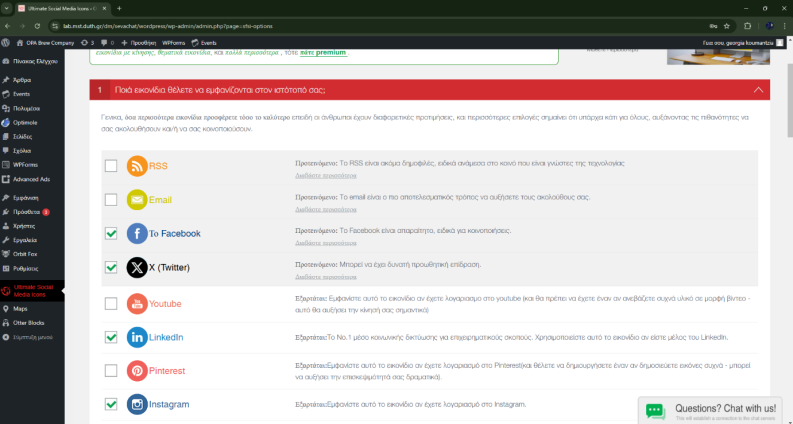 Ultimate Social Media Icons ‹ O
lab.mst.duth.gr/dm/sevachat/wordpress/wp-admin/admin.php?page=sfsi-options
OPA Brew Company
3
0
Προσθήκη
WPForms
Events
Γεια σου, georgia koumantzia
Πίνακας Ελέγχου
Άρθρα
Events
Πολυμέσα
Optimole
Σελίδες
Σχόλια
WPForms
Advanced Ads
Εμφάνιση
Πρόσθετα
Χρήστες
Εργαλεία
Orbit Fox
Ρυθμίσεις
Ultimate Social
Media Icons
Maps
Otter Blocks
Σύμπτυξη μενού
εικονίδια με κίνησης, θεματικά εικονίδια, και πολλά περισσότερα , τότε πάτε premium
1 Ποιά εικονίδια θέλετε να εμφανίζονται στον ιστότοπό σας;
Γενικα, όσα περισσότερα εικονίδια προσφέρετε τόσο το καλύτερο επειδή οι άνθρωποι έχουν διαφορετικές προτιμήσεις, και περισσότερες επιλογές σημαίνει ότι υπάρχει κάτι για όλους, αυξάνοντας τις πιθανότητες να
σας ακολουθήσουν και/ή να σας κοινοποιήσουν.
RSS
Προτεινόμενο: Το RSS είναι ακόμα δημοφιλές, ειδικά ανάμεσα στο κοινό που είναι γνώστες της τεχνολογίας
Διαβάστε περισσότερα
Email
Προτεινόμενο: Το email είναι ο πιο αποτελεσματικός τρόπος να αυξήσετε τους ακολούθους σας.
Διαβάστε περισσότερα
Το Facebook
Προτεινόμενο: Το Facebook είναι απαραίτητο, ειδικά για κοινοποιήσεις.
Διαβάστε περισσότερα
X (Twitter)
Προτεινόμενο: Μπορεί να έχει δυνατή προωθητική επίδραση.
Διαβάστε περισσότερα
Youtube
Εξαρτάται: Εμφανίστε αυτό το εικονίδιο αν έχετε λογαριασμό στο youtube (και θα πρέπει να έχετε έναν αν ανεβάζετε συχνά υλικό σε μορφή βίντεο -
αυτό θα αυξήσει την κίνησή σας σημαντικά)
LinkedIn
Εξαρτάται:Το No.1 μέσο κοινωνικής δικτύωσης για επιχειρηματικούς σκοπούς. Χρησιμοποιείστε αυτό το εικονίδιο αν είστε μέλος του LinkedIn.
Pinterest
Εξαρτάται:Εμφανίστε αυτό το εικονίδιο αν έχετε λογαριασμό στο Pinterest(και θέλετε να δημιουργήσετε έναν αν δημοσιεύετε εικόνες συχνά - μπορεί
να αυξήσει την επισκεψιμότητά σας δραματικά).
Instagram
Εξαρτάται:Εμφανίστε αυτό το εικονίδιο αν έχετε λογαριασμό στο Instagram.
Questions? Chat with us!